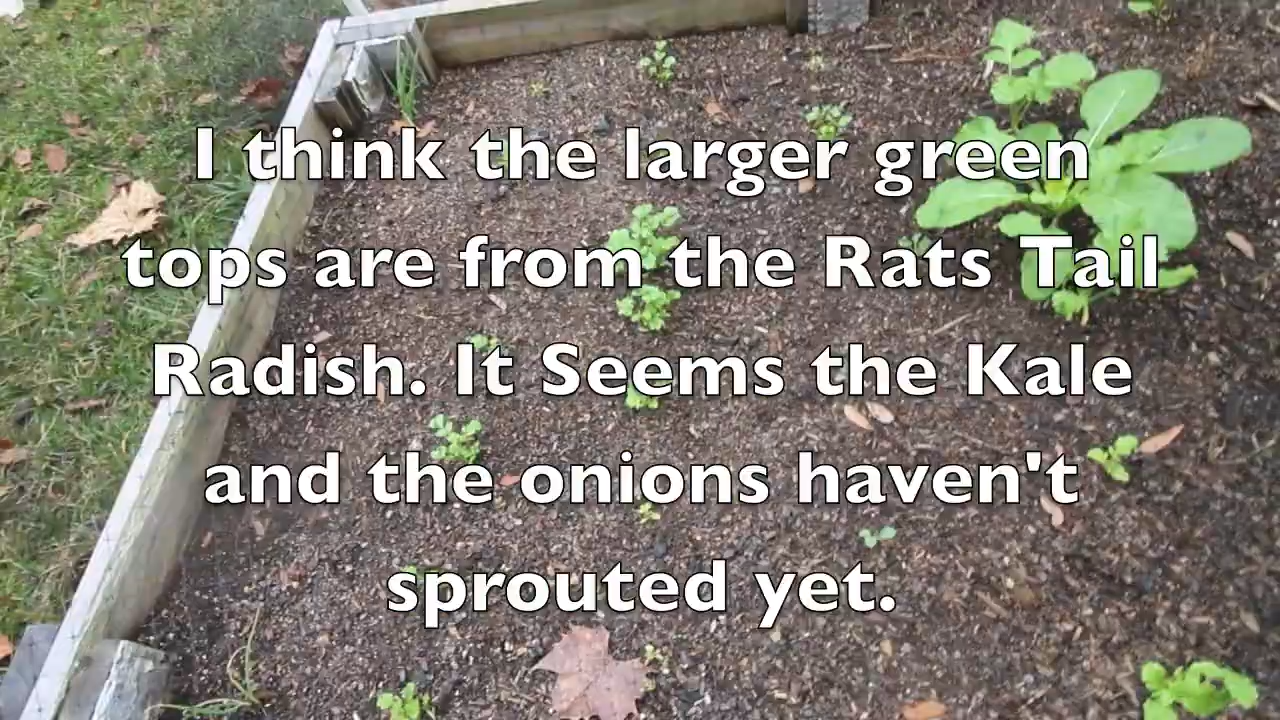 I think the larger green
tops are from the Rats Tail
Radish. It Seems the Kale
and the onions haven't
sprouted yet.